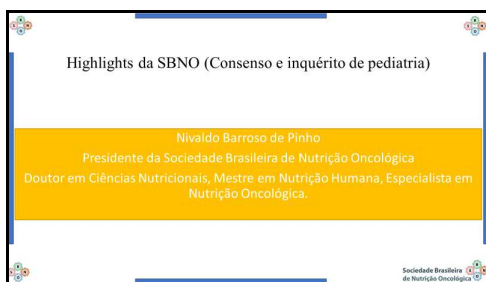 Highlights da SBNO (Consenso e inquérito de pediatria)
Nivaldo Barroso de Pinho
Presidente da Sociedade Brasileira de Nutrição Oncológica
Doutor em Ciências Nutricionais, Mestre em Nutrição Humana, Especialista em
Nutrição Oncológica.
Sociedade Brasileira
de Nutrição Oncológica